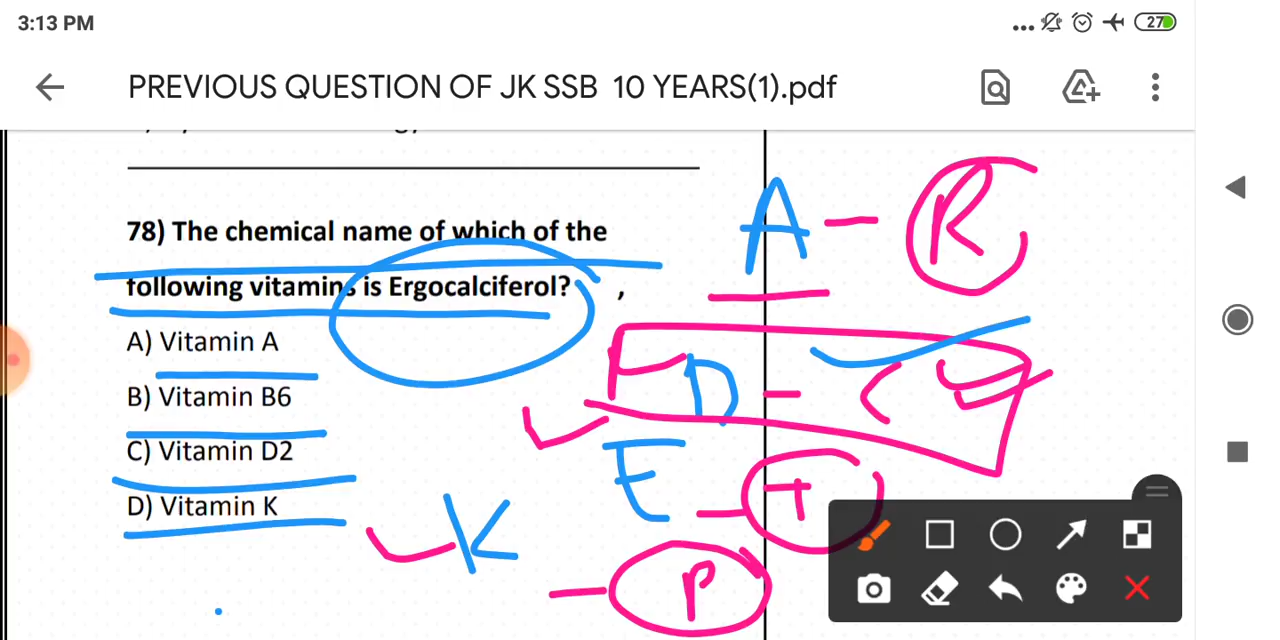 3:13 PM
27
PREVIOUS QUESTION OF JK SSB 10 YEARS(1).pdf
78) The chemical name of which of the
following vitamins is Ergocalciferol? ,
A) Vitamin A
B) Vitamin B6
C) Vitamin D2
D) Vitamin K
A - R
D - C
E - T
K - P